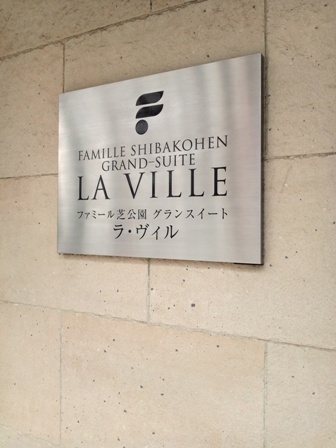 FAMILLE SHIBAKOHEN
GRAND-SUITE
LA VILLE
ファミール芝公園 グランスイート
ラ・ヴィル